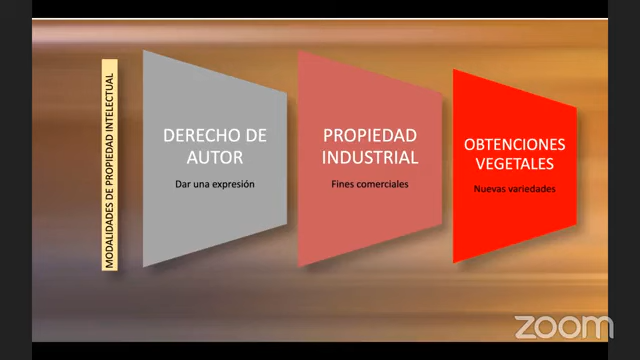 MODALIDADES DE PROPIEDAD INTELECTUAL
DERECHO DE
AUTOR
Dar una expresión
PROPIEDAD
INDUSTRIAL
Fines comerciales
OBTENCIONES
VEGETALES
Nuevas variedades
zoom